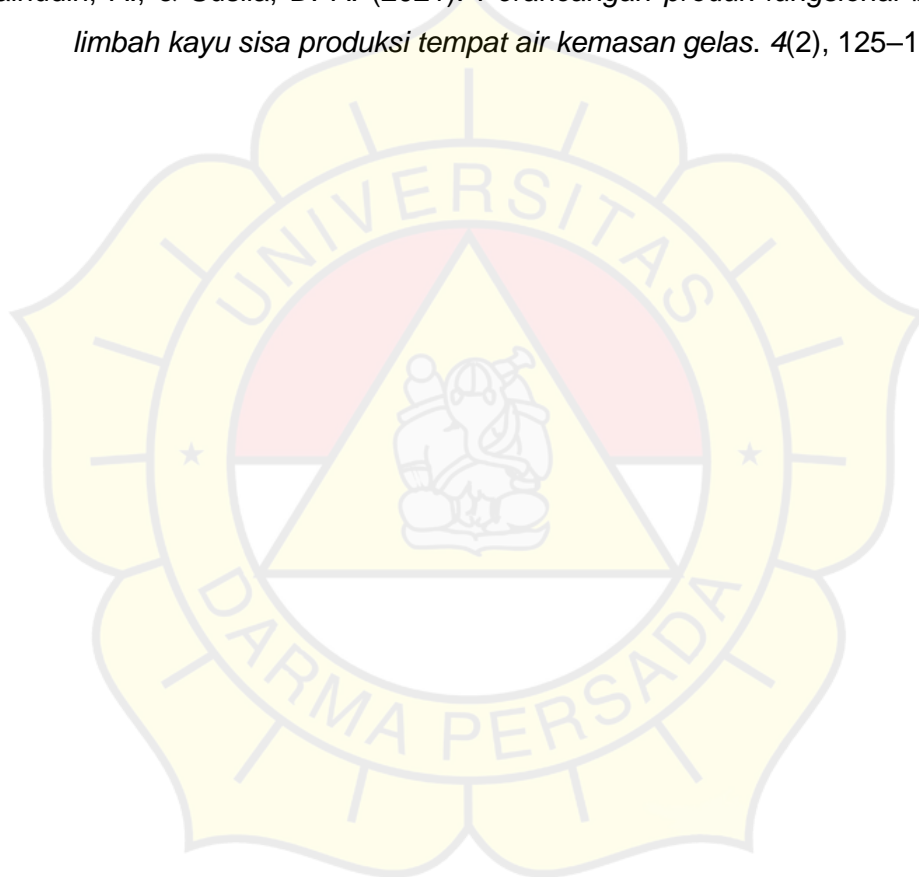 limbah kayu sisa produksi tempat air kemasan gelas. 4(2), 125–1
UNIVERSITAS
DARMA PERSADA